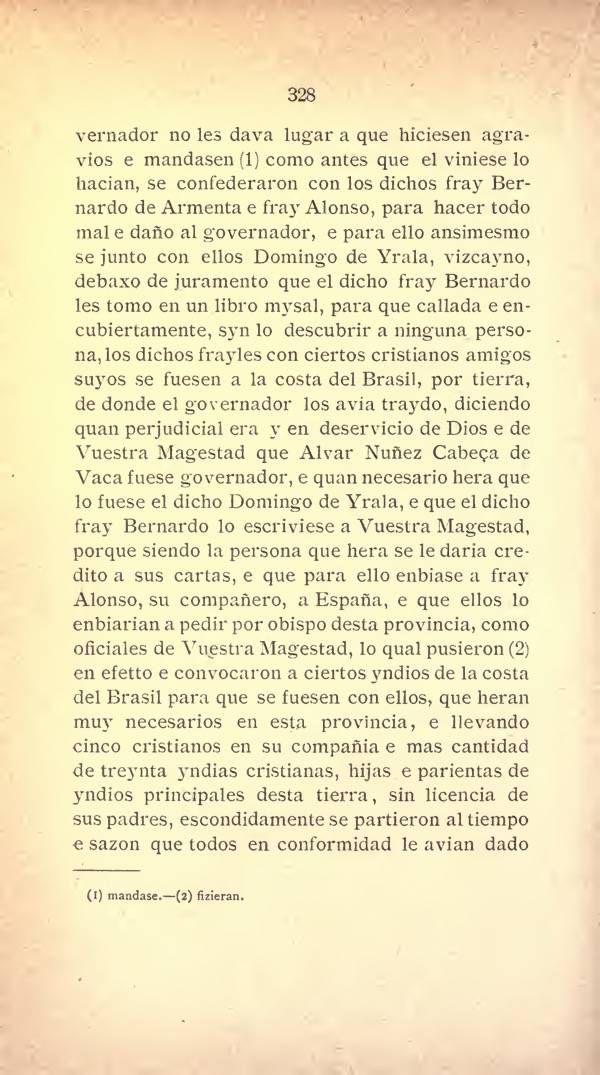 328
vernador no les dava lugar a que hiciesen agra-
vios e mandasen (1) como antes que el viniese lo
hacian, se confederaron con los dichos fray Ber-
nardo de Armenta e fray Alonso, para hacer todo
mal e daño al governador, e para ello ansimesmo
se junto con ellos Domingo de Yrala, vizcayno,
debaxo de juramento que el dicho fray Bernardo
les tomo en un libro mysal, para que callada e en-
cubiertamente, syn lo descubrir a ninguna perso-
na, los dichos frayles con ciertos cristianos amigos
suyos se fuesen a la costa del Brasil, por tierra,
de donde el governador los avia traydo, diciendo
quan perjudicial era y en deservicio de Dios e de
Vuestra Magestad que Alvar Nuñez Cabeça de
Vaca fuese governador, e quan necesario hera que
lo fuese el dicho Domingo de Yrala, e que el dicho
fray Bernardo lo escriviese a Vuestra Magestad,
porque siendo la persona que hera se le daria cre-
dito a sus cartas, e que para ello enbiase a fray
Alonso, su compañero, a España, e que ellos lo
enbiarian a pedir por obispo desta provincia, como
oficiales de Vuestra Magestad, lo qual pusieron (2)
en efetto e convocaron a ciertos yndios de la costa
del Brasil para que se fuesen con ellos, que heran
muy necesarios en esta provincia, e llevando
cinco cristianos en su compañia e mas cantidad
de treynta yndias cristianas, hijas e parientas de
yndios principales desta tierra, sin licencia de
sus padres, escondidamente se partieron al tiempo
e sazon que todos en conformidad le avian dado
(1) mandase.—(2) fizieran.